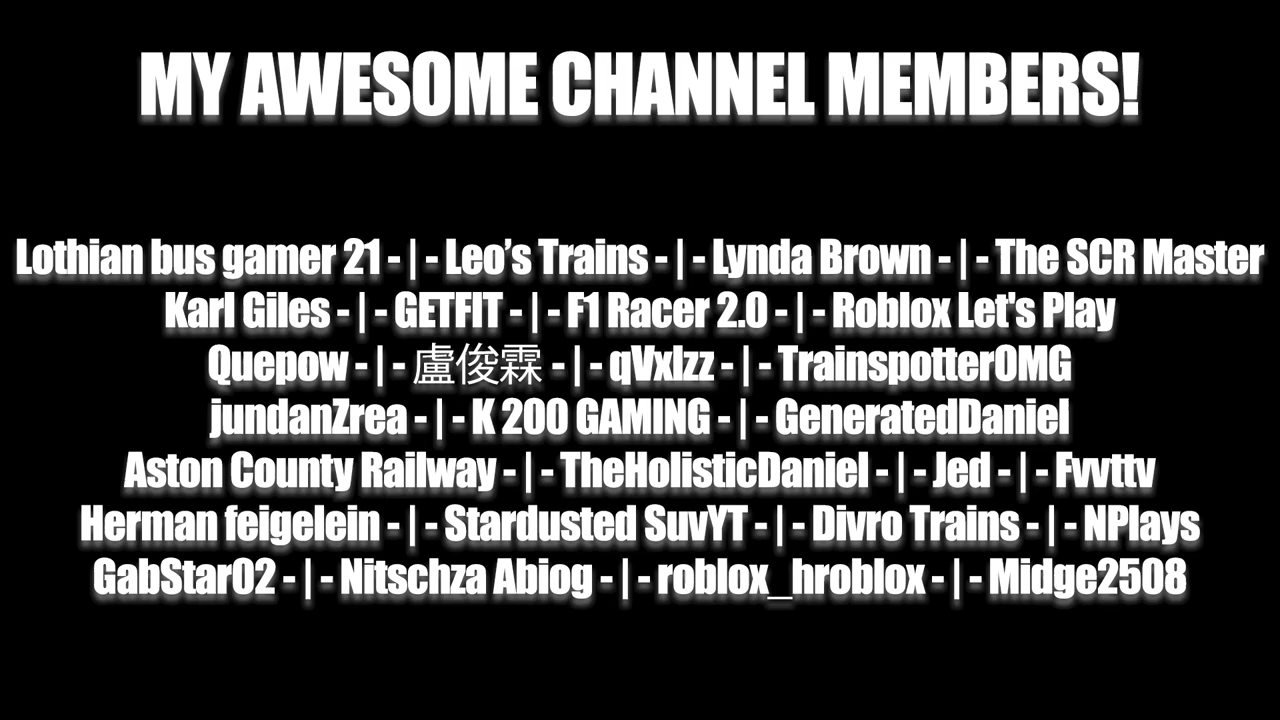 MY AWESOME CHANNEL MEMBERS!
Lothian bus gamer 21 - | - Leo’s Trains - | - Lynda Brown - | - The SCR Master
Karl Giles - | - GETFIT - | - F1 Racer 2.0 - | - Roblox Let's Play
Quepow - | - 盧俊霖 - | - qVxlzz - | - TrainspotterOMG
jundanZrea - | - K 200 GAMING - | - GeneratedDaniel
Aston County Railway - | - TheHolisticDaniel - | - Jed - | - Fvvttv
Herman feigelein - | - Stardusted SuvYT - | - Divro Trains - | - NPlays
GabStar02 - | - Nitschza Abiog - | - roblox_hroblox - | - Midge2508